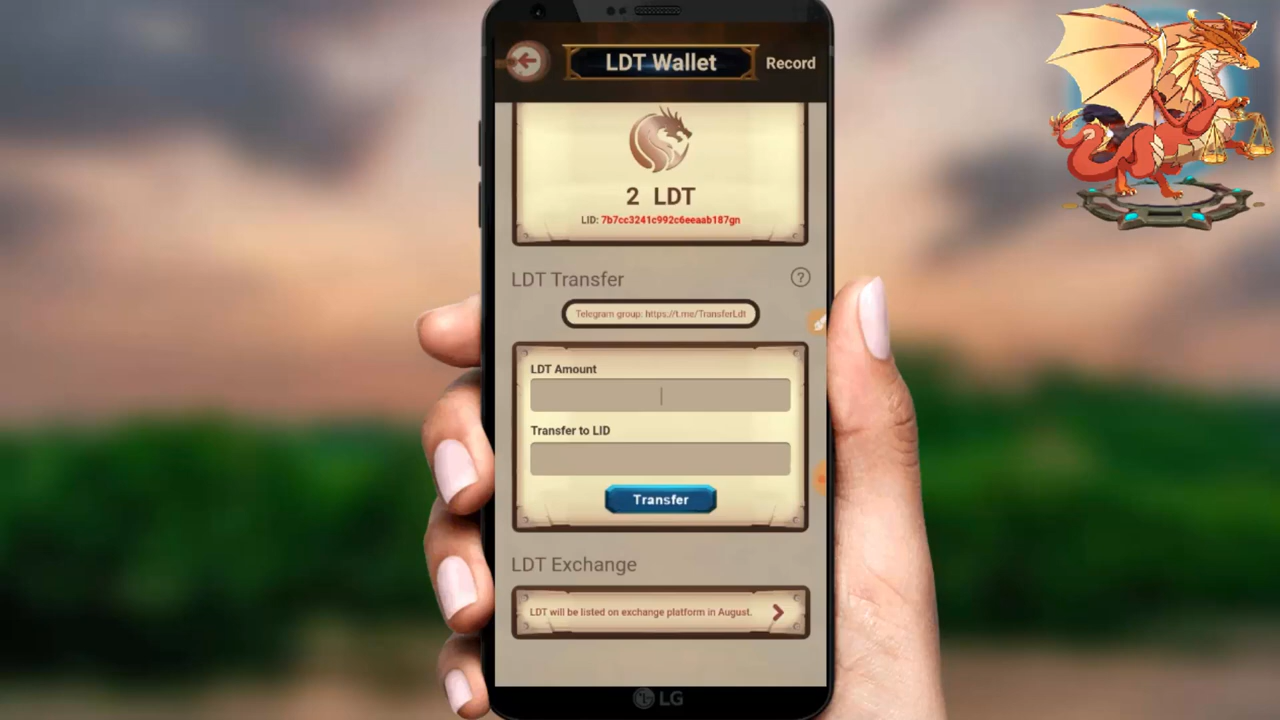 LDT Wallet
Record
2 LDT
LID: 7b7cc3241c992c6eeaab187gn
LDT Transfer
?
Telegram group: https://t.me/TransferLdt
LDT Amount
Transfer to LID
Transfer
LDT Exchange
LDT will be listed on exchange platform in August.
LG